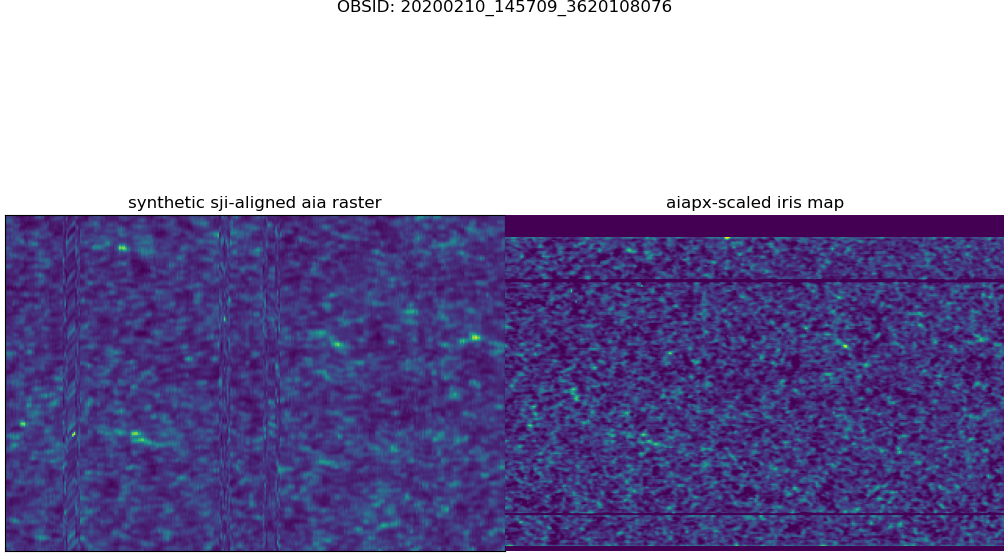 OBSID: 20200210_145709_3620108076
synthetic sji-aligned aia raster
aiapx-scaled iris map